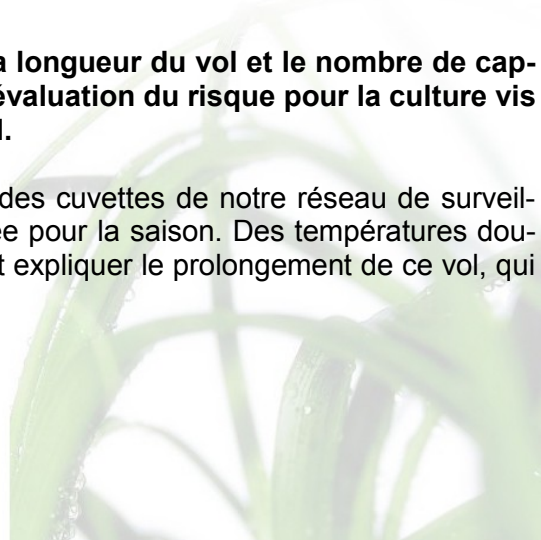 a longueur du vol et le nombre de cap-
évaluation du risque pour la culture vis
l.
des cuvettes de notre réseau de surveil-
ée pour la saison. Des températures dou-
t expliquer le prolongement de ce vol, qui